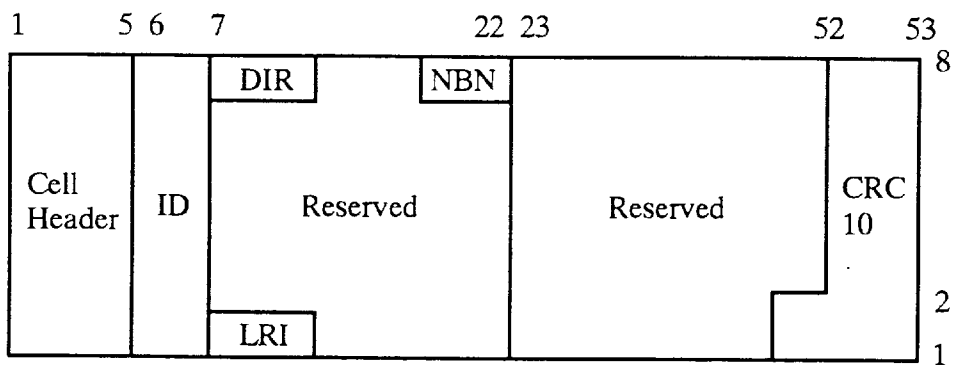 1 5 6 7 22 23 52 53
8
DIR NBN
Cell
Header
ID
Reserved
Reserved
CRC
10
2
LRI
1